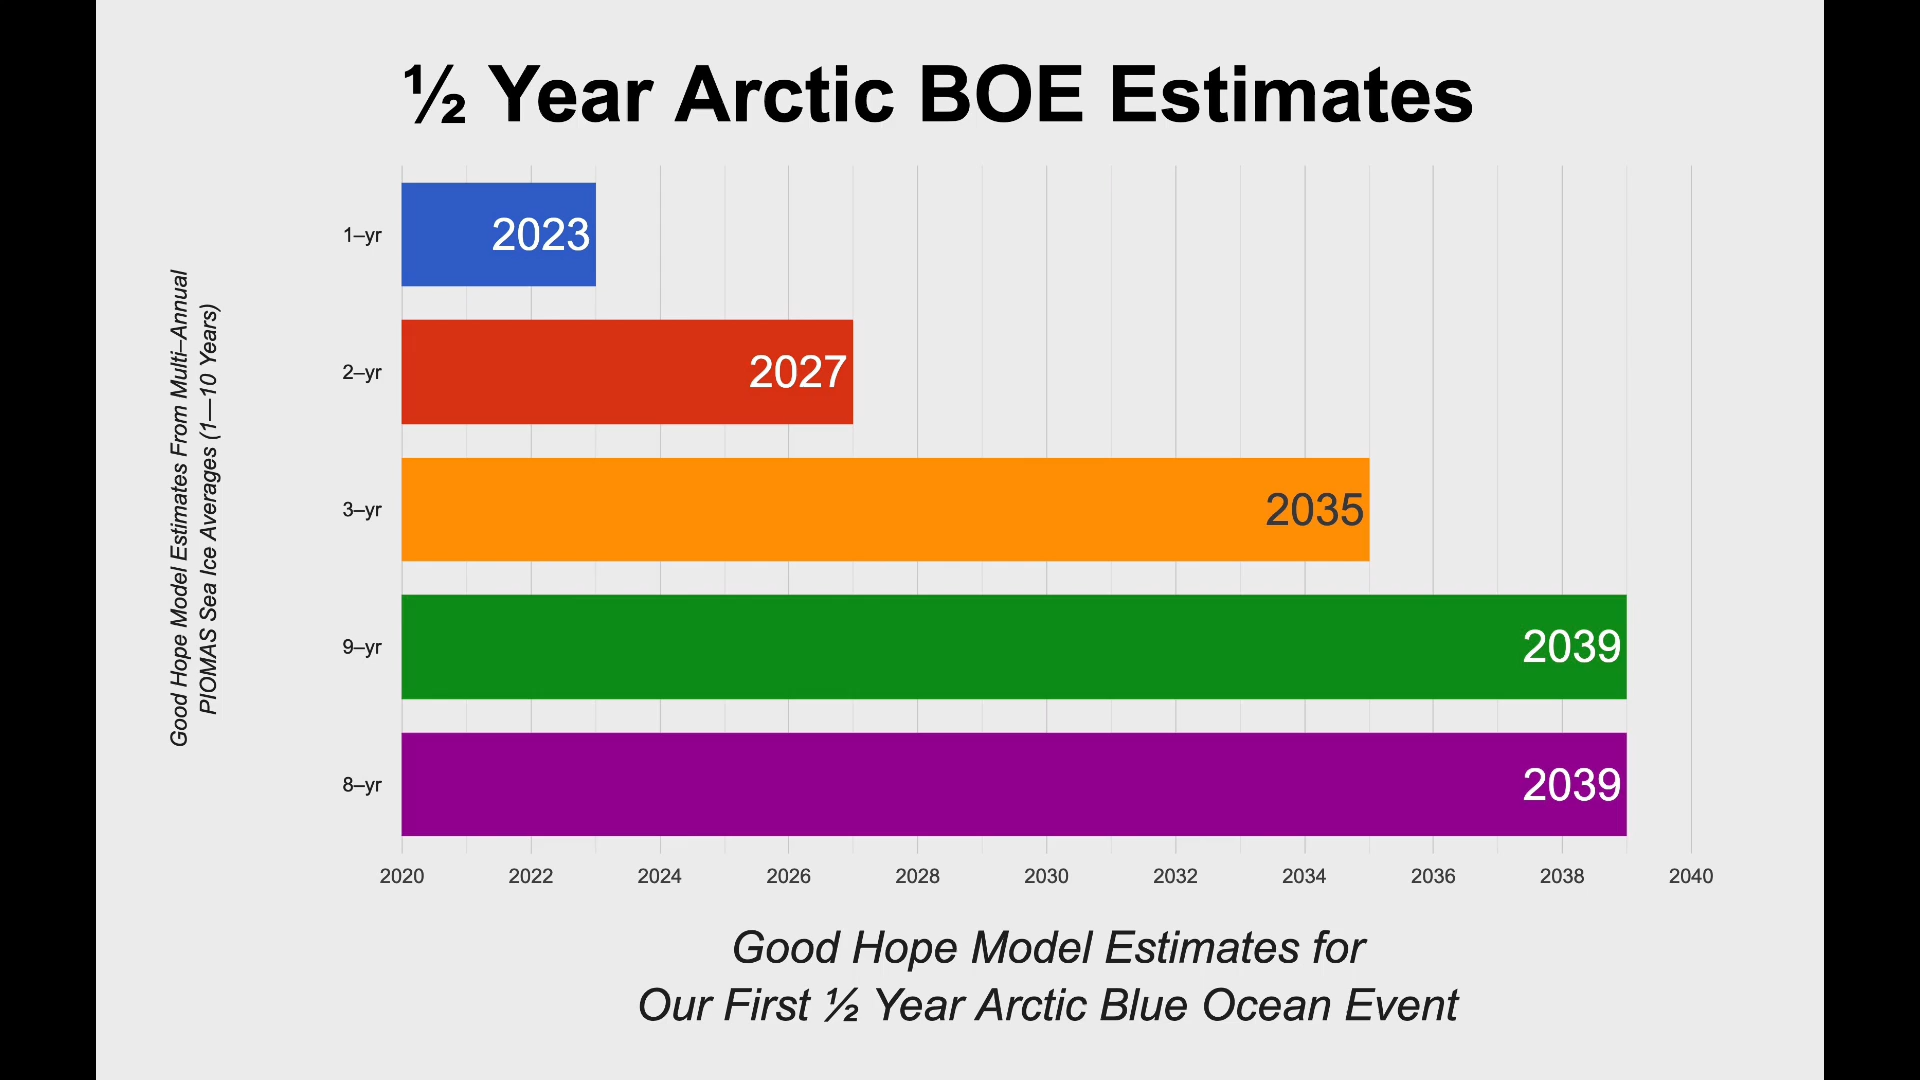 ½ Year Arctic BOE Estimates
Good Hope Model Estimates From Multi–Annual
PIOMAS Sea Ice Averages (1—10 Years)
1–yr
2023
2–yr
2027
3–yr
2035
9–yr
2039
8–yr
2039
2020 2022 2024 2026 2028 2030 2032 2034 2036 2038 2040
Good Hope Model Estimates for
Our First ½ Year Arctic Blue Ocean Event